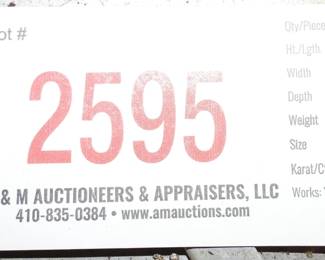 ot #
2595
& M AUCTIONEERS & APPRAISERS, LLC
410-835-0384 • www.amauctions.com
Qty/Piece
Ht./Lgth.
Width
Depth
Weight
Size
Karat/C
Works: